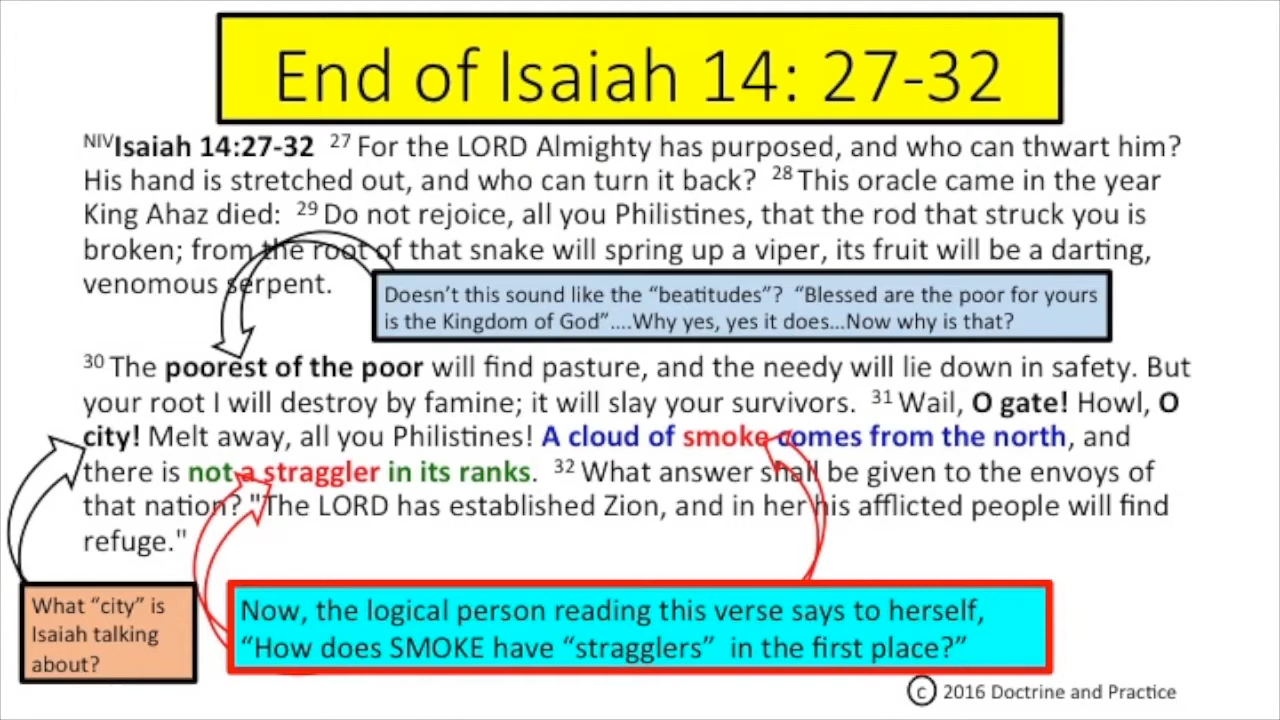 End of Isaiah 14: 27-32
NIVIsaiah 14:27-32 27 For the LORD Almighty has purposed, and who can thwart him?
His hand is stretched out, and who can turn it back? 28 This oracle came in the year
King Ahaz died: 29 Do not rejoice, all you Philistines, that the rod that struck you is
broken; from the root of that snake will spring up a viper, its fruit will be a darting,
venomous serpent.
Doesn't this sound like the "beatitudes"? "Blessed are the poor for yours
is the Kingdom of God"....Why yes, yes it does...Now why is that?
30 The poorest of the poor will find pasture, and the needy will lie down in safety. But
your root I will destroy by famine; it will slay your survivors. 31 Wail, O gate! Howl, O
city! Melt away, all you Philistines! A cloud of smoke comes from the north, and
there is not a straggler in its ranks. 32 What answer shall be given to the envoys of
that nation? "The LORD has established Zion, and in her his afflicted people will find
refuge."
What "city" is
Isaiah talking
about?
Now, the logical person reading this verse says to herself,
"How does SMOKE have "stragglers" in the first place?"
© 2016 Doctrine and Practice